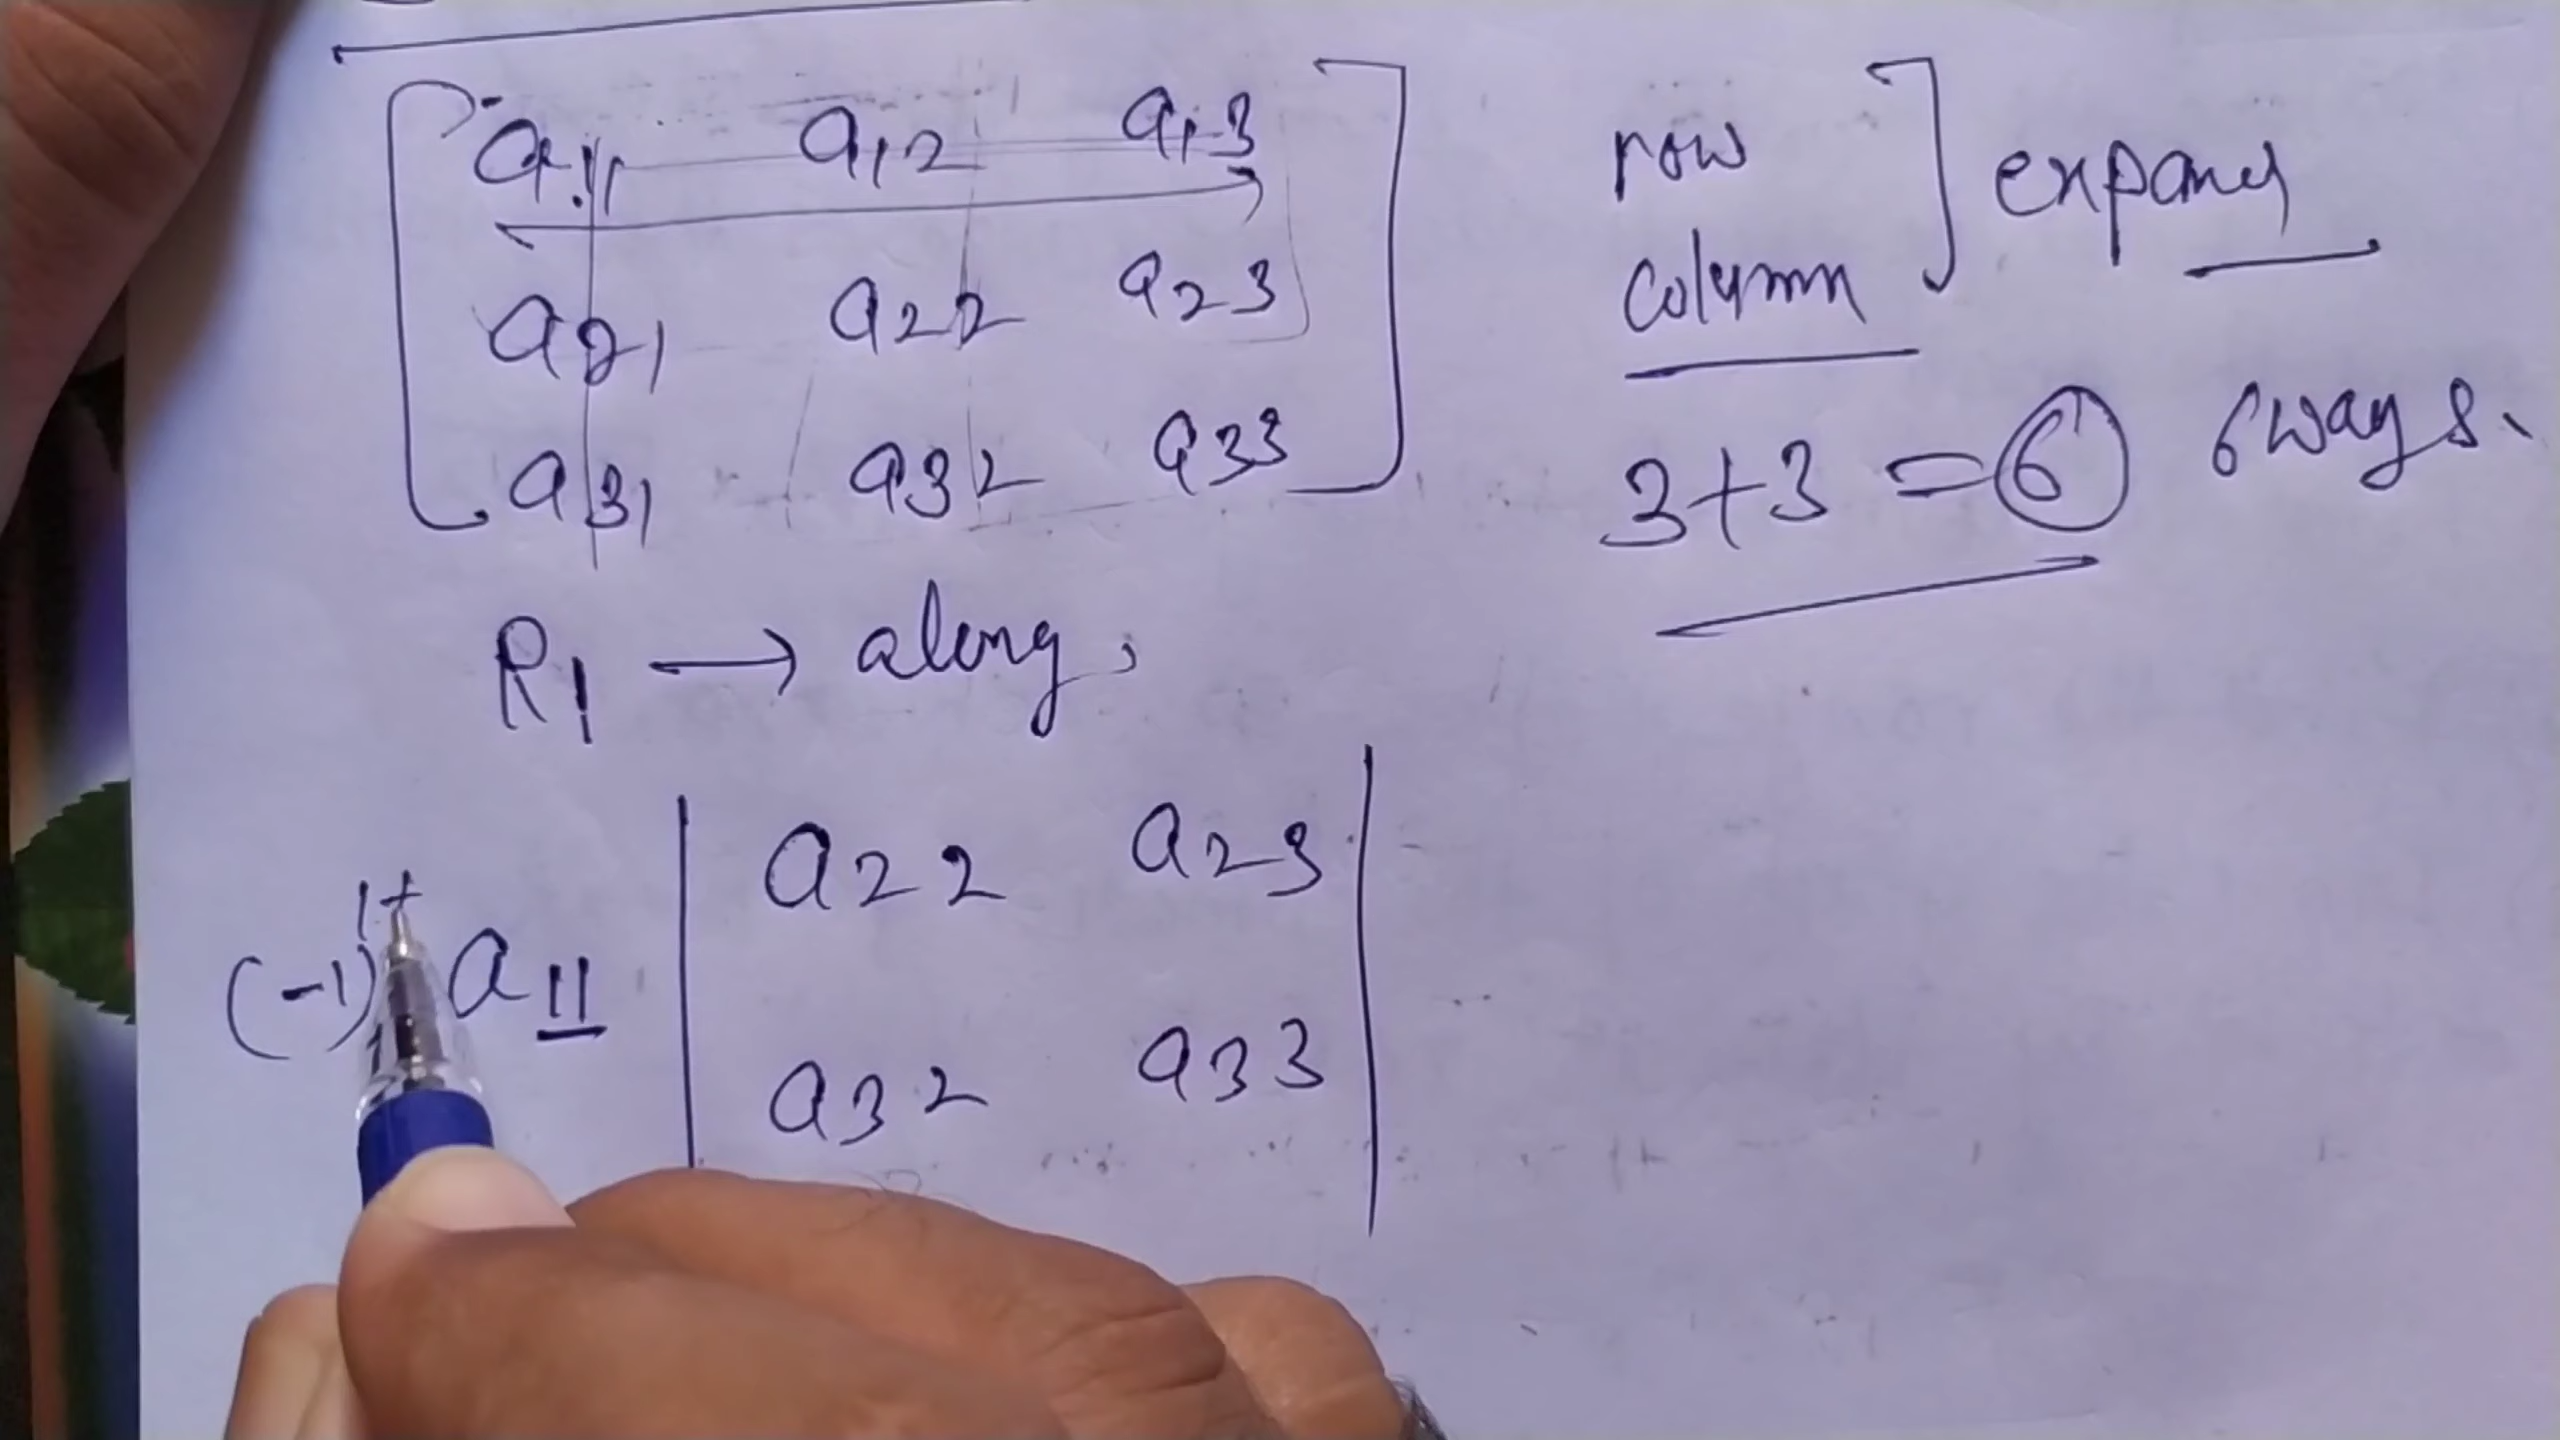 a11 a12 a13
a21 a22 a23
a31 a32 a33
row
column
] expand
3+3 = 6 6 ways.
R1 → along,
(-1)^1+ a11 | a22 a23 |
| a32 a33 |